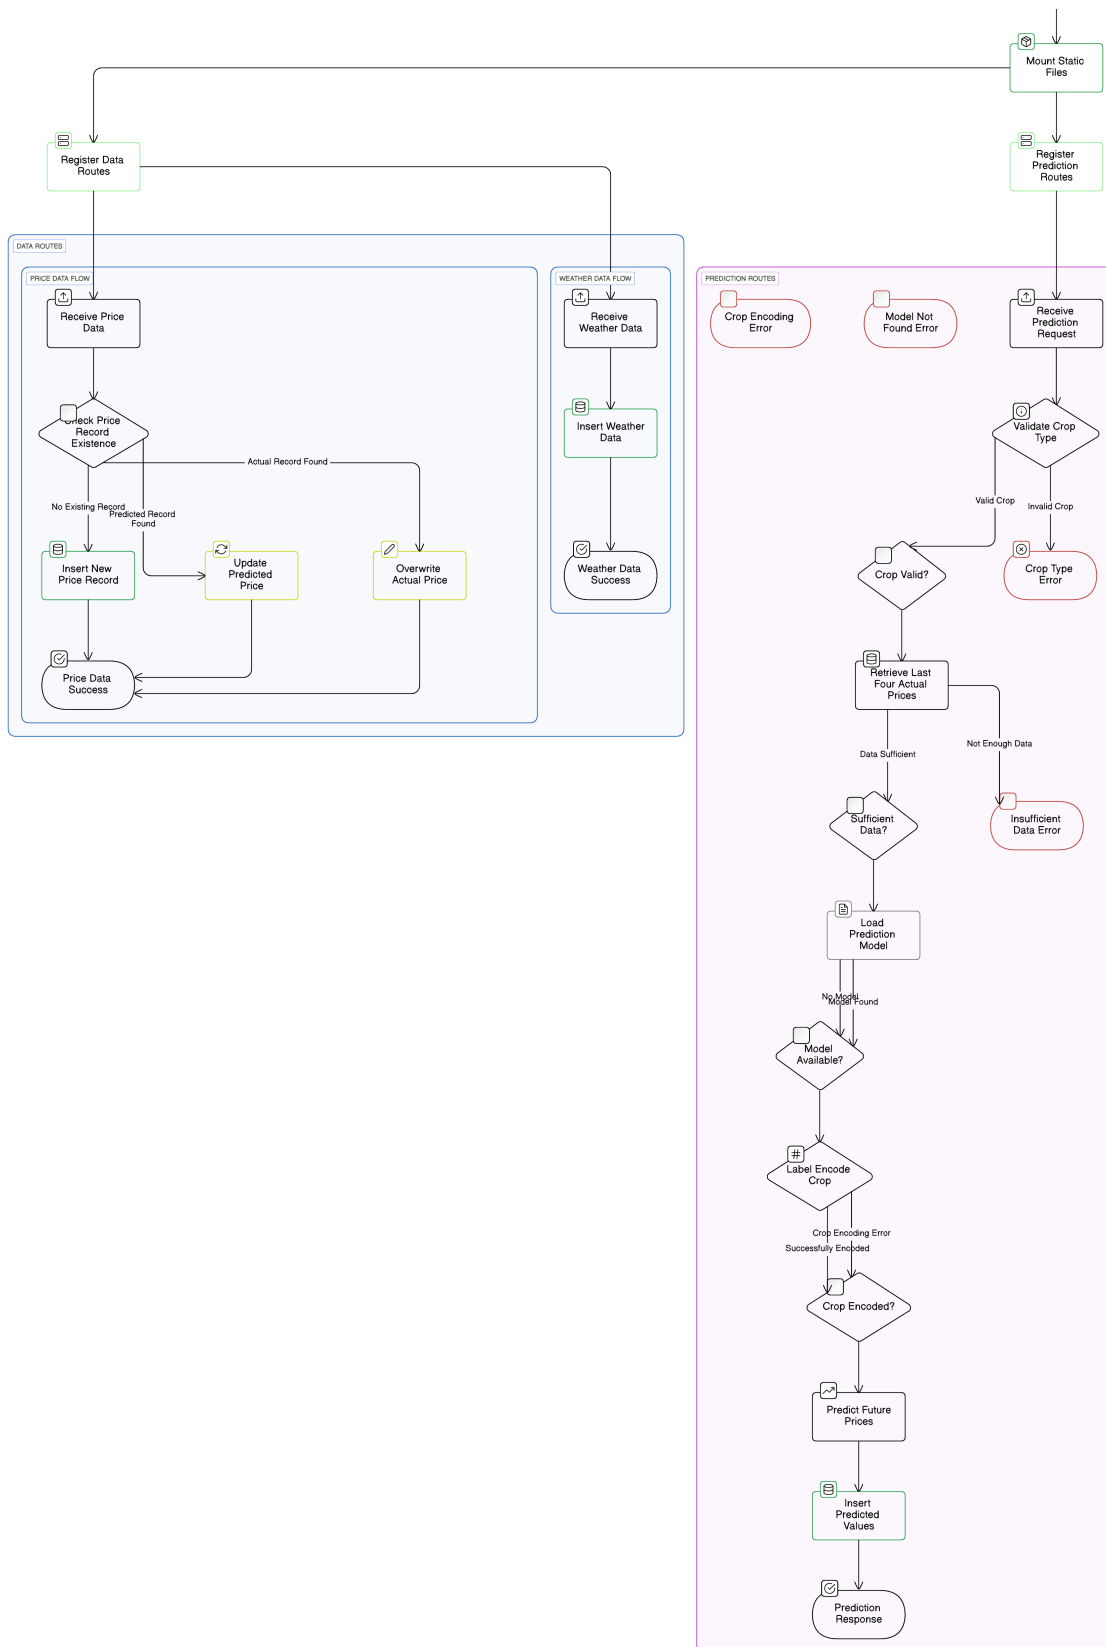 Mount Static
Files
Register Data
Routes
Register
Prediction
Routes
DATA ROUTES
PRICE DATA FLOW
WEATHER DATA FLOW
PREDICTION ROUTES
Receive Price
Data
Receive
Weather Data
Crop Encoding
Error
Model Not
Found Error
Receive
Prediction
Request
Check Price
Record
Existence
Insert Weather
Data
Validate Crop
Type
Actual Record Found
No Existing Record
Predicted Record
Found
Valid Crop
Invalid Crop
Insert New
Price Record
Update
Predicted
Price
Overwrite
Actual Price
Weather Data
Success
Crop Valid?
Crop Type
Error
Price Data
Success
Retrieve Last
Four Actual
Prices
Data Sufficient
Not Enough Data
Sufficient
Data?
Insufficient
Data Error
Load
Prediction
Model
No Model
Model Found
Model
Available?
Label Encode
Crop
Crop Encoding Error
Successfully Encoded
Crop Encoded?
Predict Future
Prices
Insert
Predicted
Values
Prediction
Response